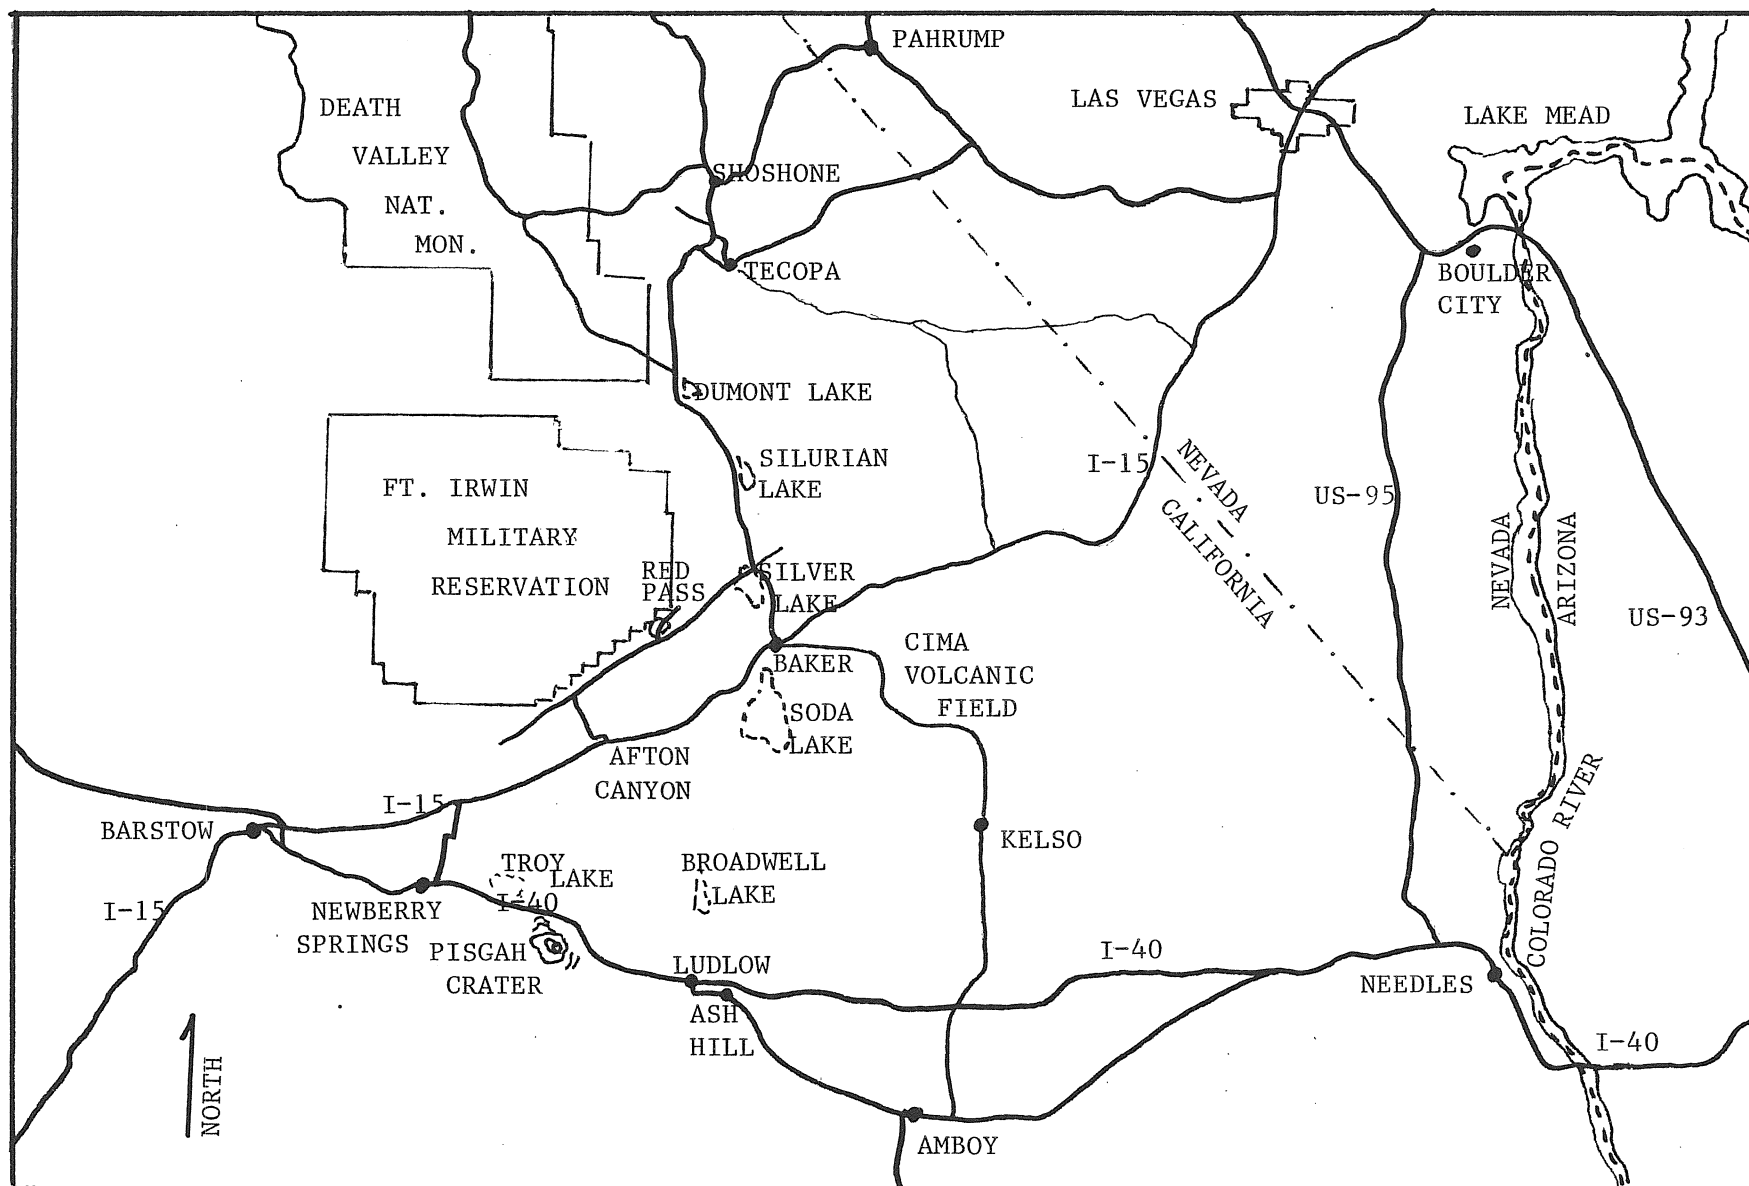 PAHRUMP
DEATH
VALLEY
NAT.
MON.
LAS VEGAS
LAKE MEAD
SHOSHONE
TECOPA
BOULDER
CITY
DUMONT LAKE
SILURIAN
LAKE
I-15
NEVADA
CALIFORNIA
US-95
NEVADA
ARIZONA
US-93
FT. IRWIN
MILITARY
RESERVATION
RED
PASS
SILVER
LAKE
BAKER
CIMA
VOLCANIC
FIELD
SODA
LAKE
AFTON
CANYON
I-15
BARSTOW
KELSO
COLORADO RIVER
TROY
LAKE
I-40
BROADWELL
LAKE
I-15
NEWBERRY
SPRINGS
PISGAH
CRATER
LUDLOW
I-40
NEEDLES
ASH
HILL
I-40
NORTH
AMBOY